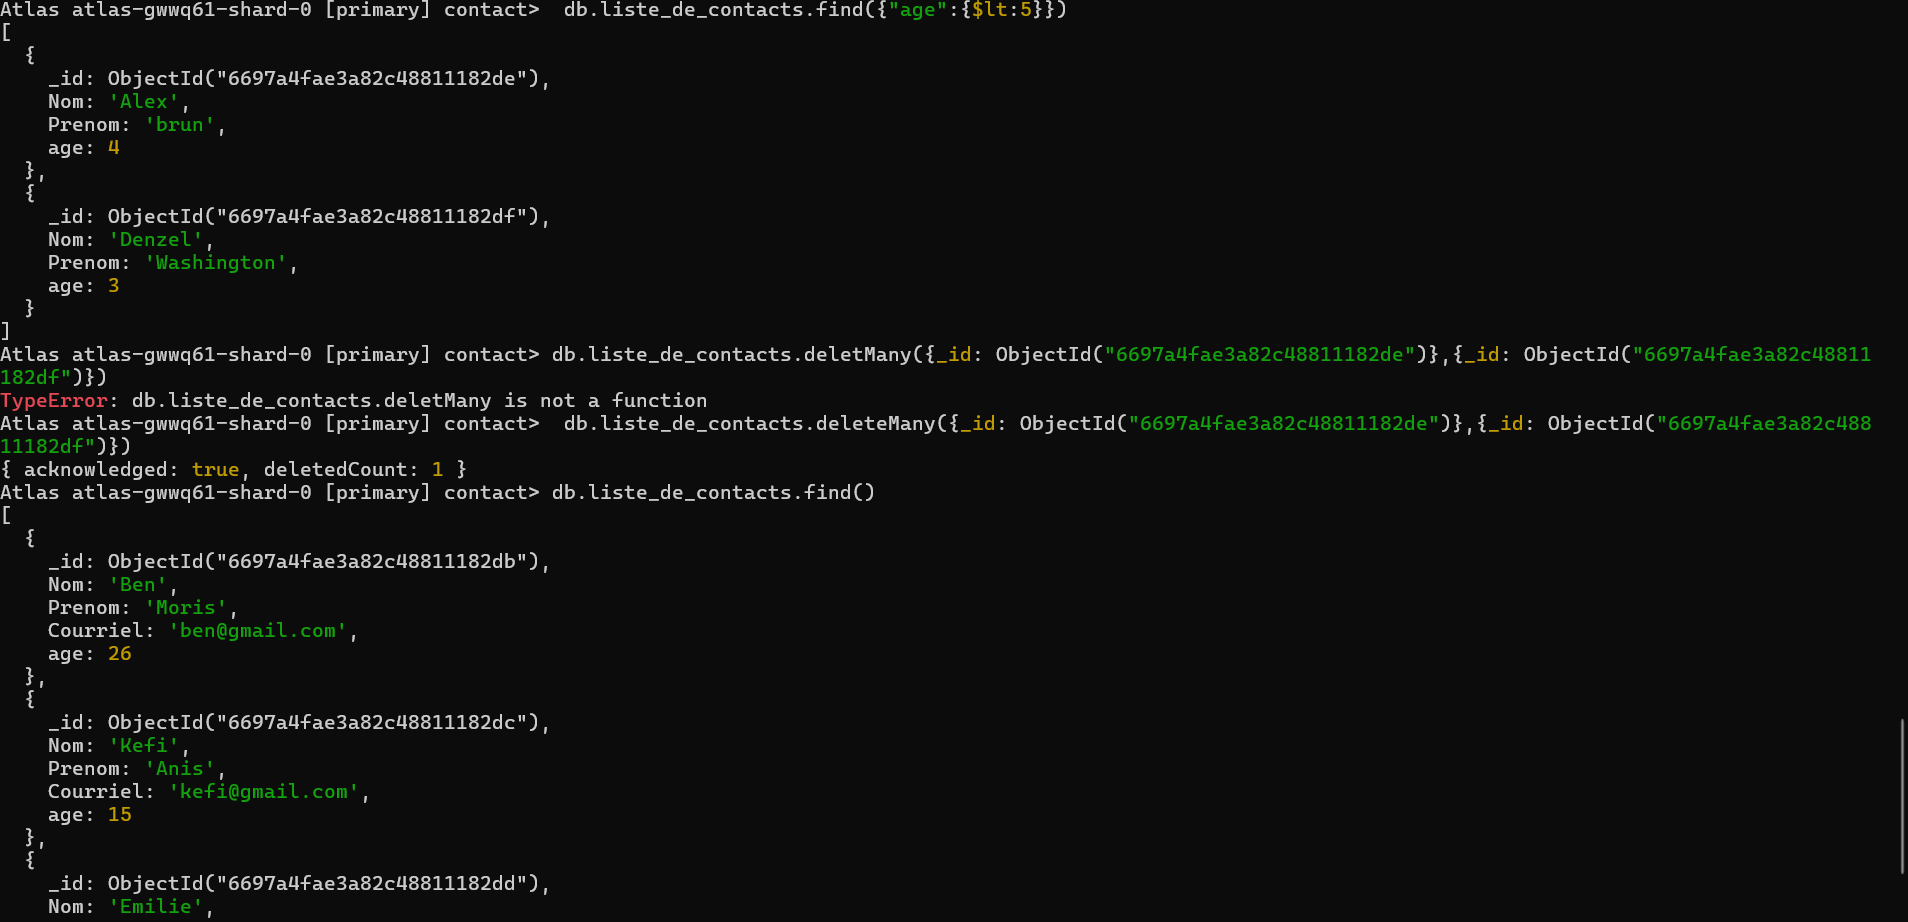 Atlas atlas-gwwq61-shard-0 [primary] contact>  db.liste_de_contacts.find({"age":{$lt:5}})
[
  {
    _id: ObjectId("6697a4fae3a82c48811182de"),
    Nom: 'Alex',
    Prenom: 'brun',
    age: 4
  },
  {
    _id: ObjectId("6697a4fae3a82c48811182df"),
    Nom: 'Denzel',
    Prenom: 'Washington',
    age: 3
  }
]
Atlas atlas-gwwq61-shard-0 [primary] contact> db.liste_de_contacts.deletMany({_id: ObjectId("6697a4fae3a82c48811182de")},{_id: ObjectId("6697a4fae3a82c48811
182df")})
TypeError: db.liste_de_contacts.deletMany is not a function
Atlas atlas-gwwq61-shard-0 [primary] contact>  db.liste_de_contacts.deleteMany({_id: ObjectId("6697a4fae3a82c48811182de")},{_id: ObjectId("6697a4fae3a82c488
11182df")})
{ acknowledged: true, deletedCount: 1 }
Atlas atlas-gwwq61-shard-0 [primary] contact> db.liste_de_contacts.find()
[
  {
    _id: ObjectId("6697a4fae3a82c48811182db"),
    Nom: 'Ben',
    Prenom: 'Moris',
    Courriel: 'ben@gmail.com',
    age: 26
  },
  {
    _id: ObjectId("6697a4fae3a82c48811182dc"),
    Nom: 'Kefi',
    Prenom: 'Anis',
    Courriel: 'kefi@gmail.com',
    age: 15
  },
  {
    _id: ObjectId("6697a4fae3a82c48811182dd"),
    Nom: 'Emilie',